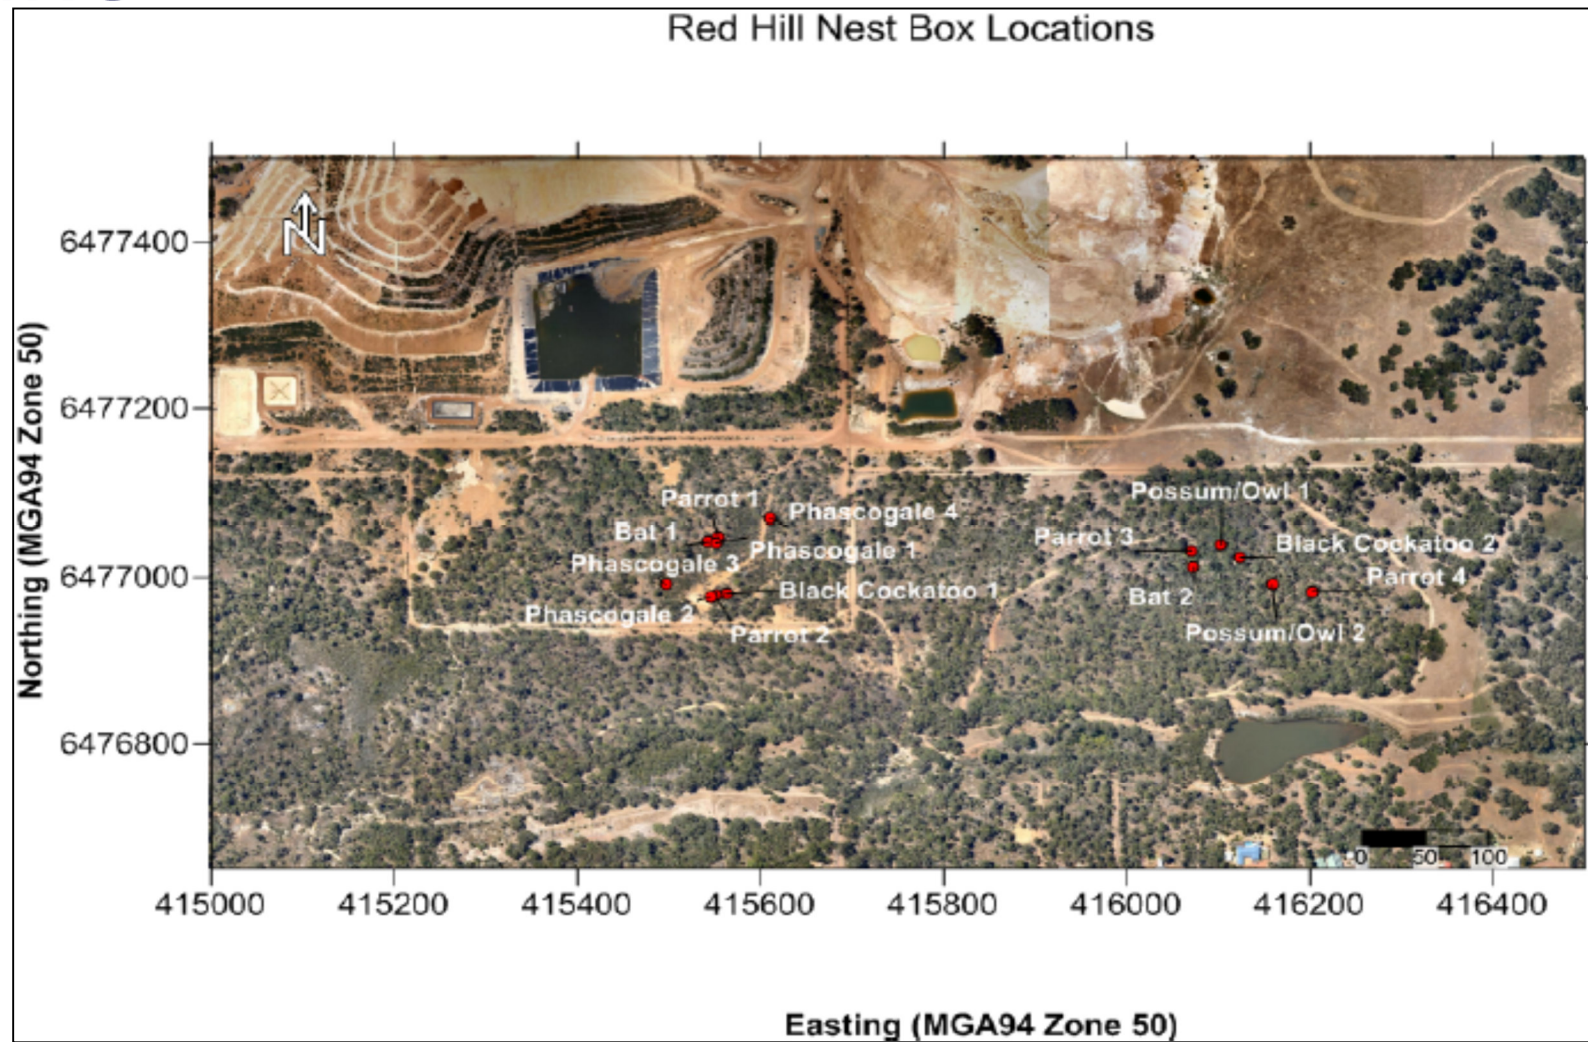 Red Hill Nest Box Locations
N
6477400
6477200
6477000
6476800
Northing (MGA94 Zone 50)
Parrot 1
Phascogale 4
Bat 1
Phascogale 1
Phascogale 3
Black Cockatoo 1
Phascogale 2
Parrot 2
Possum/Owl 1
Parrot 3
Black Cockatoo 2
Parrot 4
Bat 2
Possum/Owl 2
0 50 100
415000 415200 415400 415600 415800 416000 416200 416400
Easting (MGA94 Zone 50)